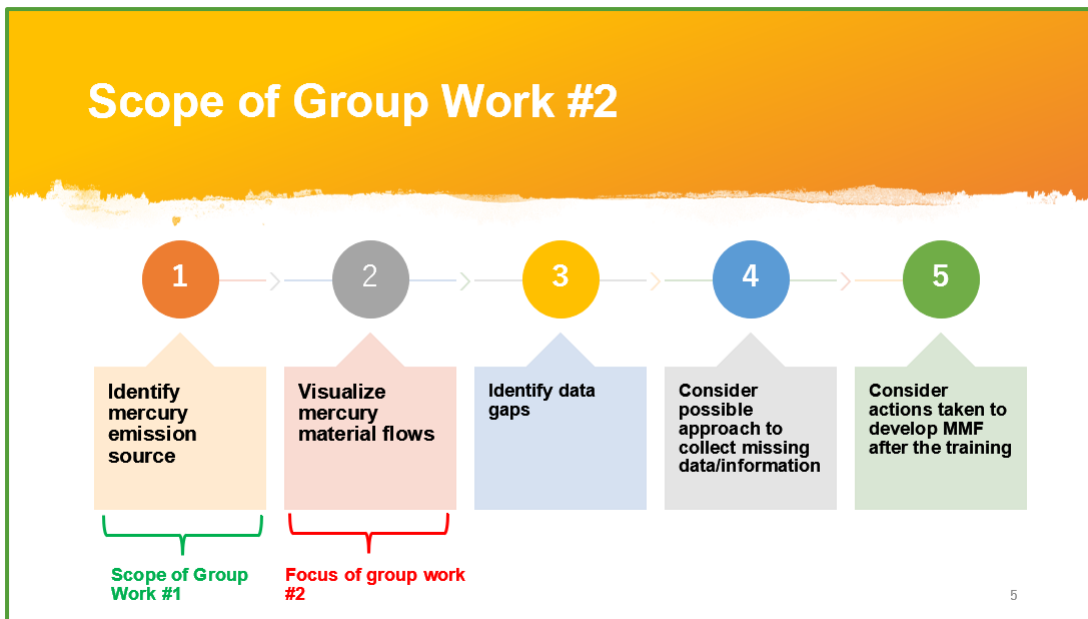 Scope of Group Work #2
1
2
3
4
5
Identify
mercury
emission
source
Visualize
mercury
material flows
Identify data
gaps
Consider
possible
approach to
collect missing
data/information
Consider
actions taken to
develop MMF
after the training
Scope of Group
Work #1
Focus of group work
#2
5